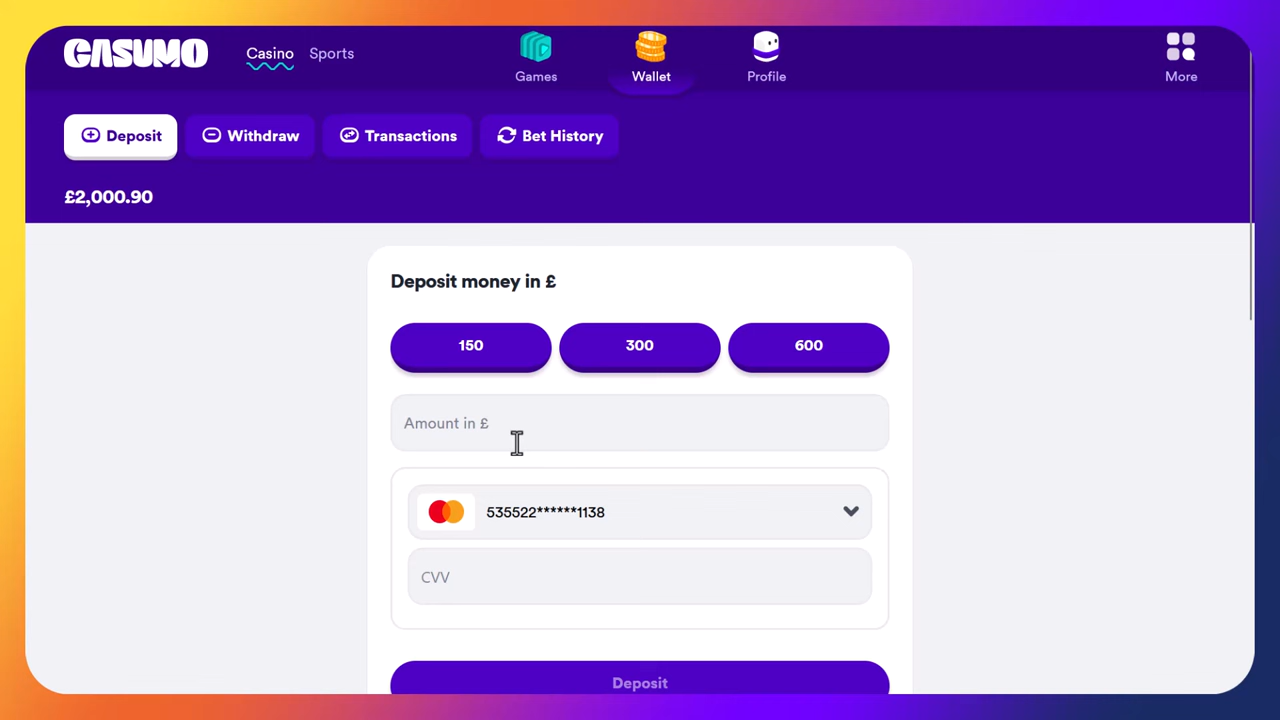 CASUMO
Casino
Sports
Games
Wallet
Profile
More
Deposit
Withdraw
Transactions
Bet History
£2,000.90
Deposit money in £
150
300
600
Amount in £
535522******1138
CVV
Deposit